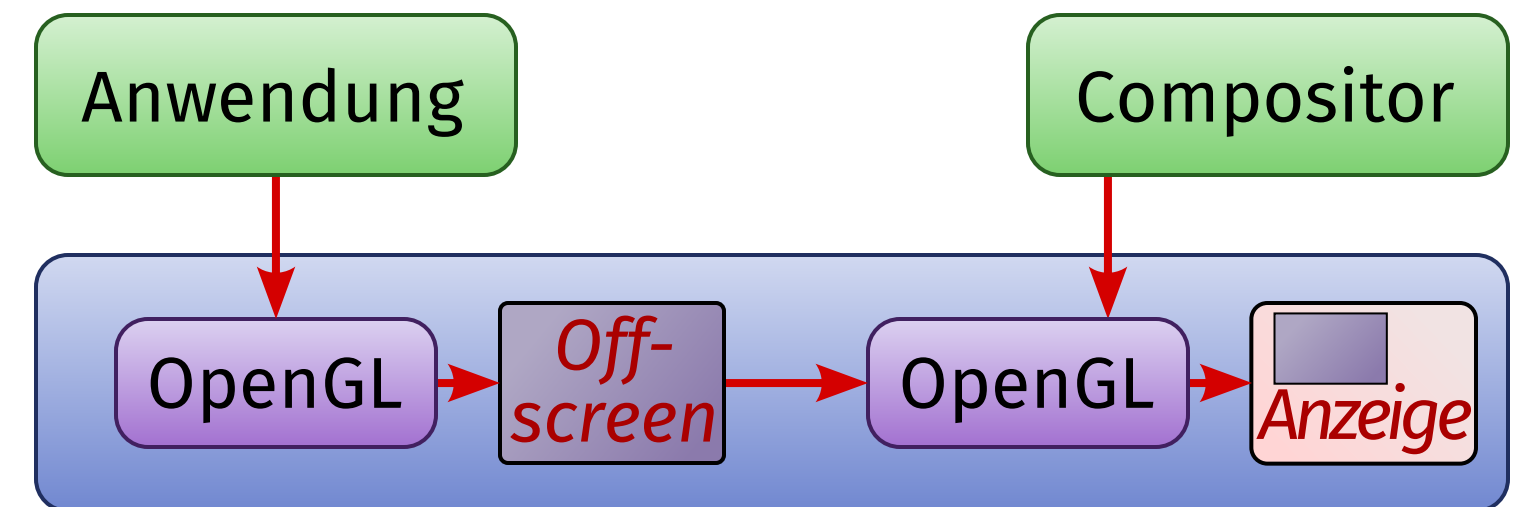 Anwendung
Compositor
OpenGL
Off-
screen
OpenGL
Anzeige